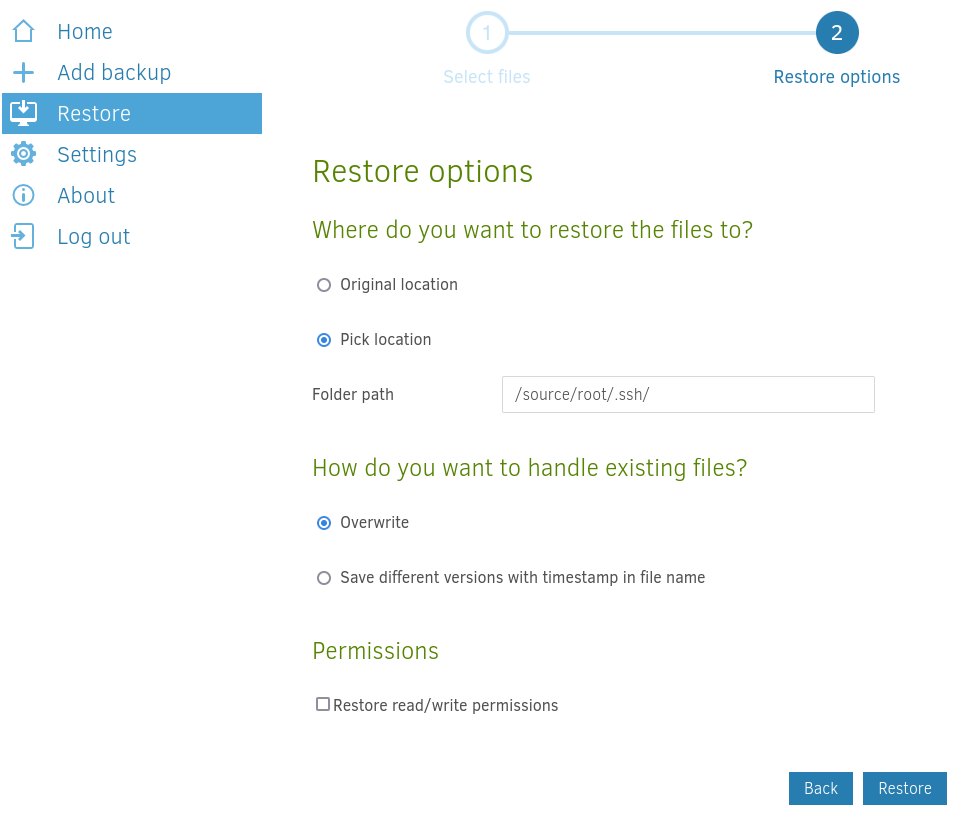 Home
Add backup
Restore
Settings
About
Log out
1
2
Select files
Restore options
Restore options
Where do you want to restore the files to?
Original location
Pick location
Folder path
/source/root/.ssh/
How do you want to handle existing files?
Overwrite
Save different versions with timestamp in file name
Permissions
Restore read/write permissions
Back
Restore